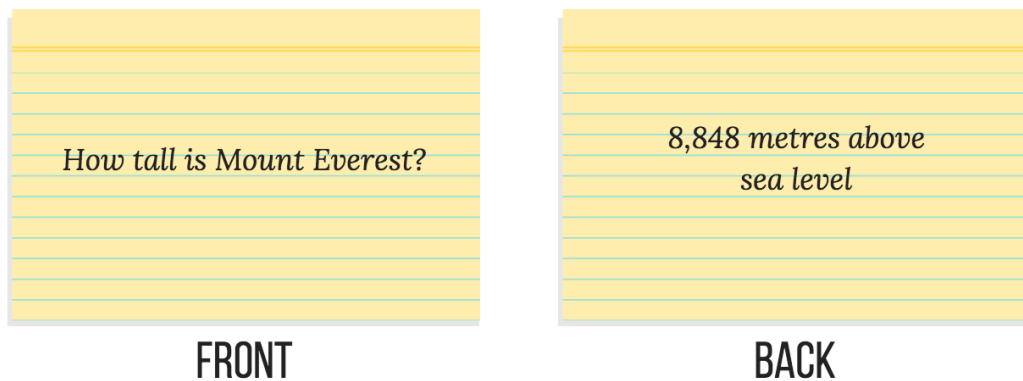 How tall is Mount Everest?
8,848 metres above
sea level
FRONT
BACK